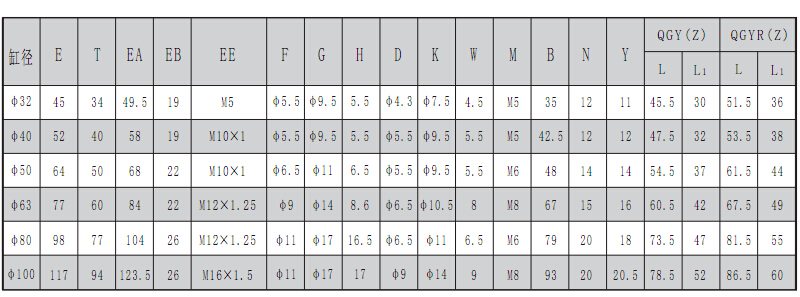 缸径 E T EA EB EE F G H D K W M B N Y QGY(Z) QGYR(Z)
L L1 L L1
φ32 45 34 49.5 19 M5 φ5.5 φ9.5 5.5 φ4.3 φ7.5 4.5 M5 35 12 11 45.5 30 51.5 36
φ40 52 40 58 19 M10×1 φ5.5 φ9.5 5.5 φ5.5 φ9.5 5.5 M5 42.5 12 12 47.5 32 53.5 38
φ50 64 50 68 22 M10×1 φ6.5 φ11 6.5 φ5.5 φ9.5 5.5 M6 48 14 14 54.5 37 61.5 44
φ63 77 60 84 22 M12×1.25 φ9 φ14 8.6 φ6.5 φ10.5 8 M8 67 15 16 60.5 42 67.5 49
φ80 98 77 104 26 M12×1.25 φ11 φ17 16.5 φ6.5 φ11 6.5 M6 79 20 18 73.5 47 81.5 55
φ100 117 94 123.5 26 M16×1.5 φ11 φ17 17 φ9 φ14 9 M8 93 20 20.5 78.5 52 86.5 60